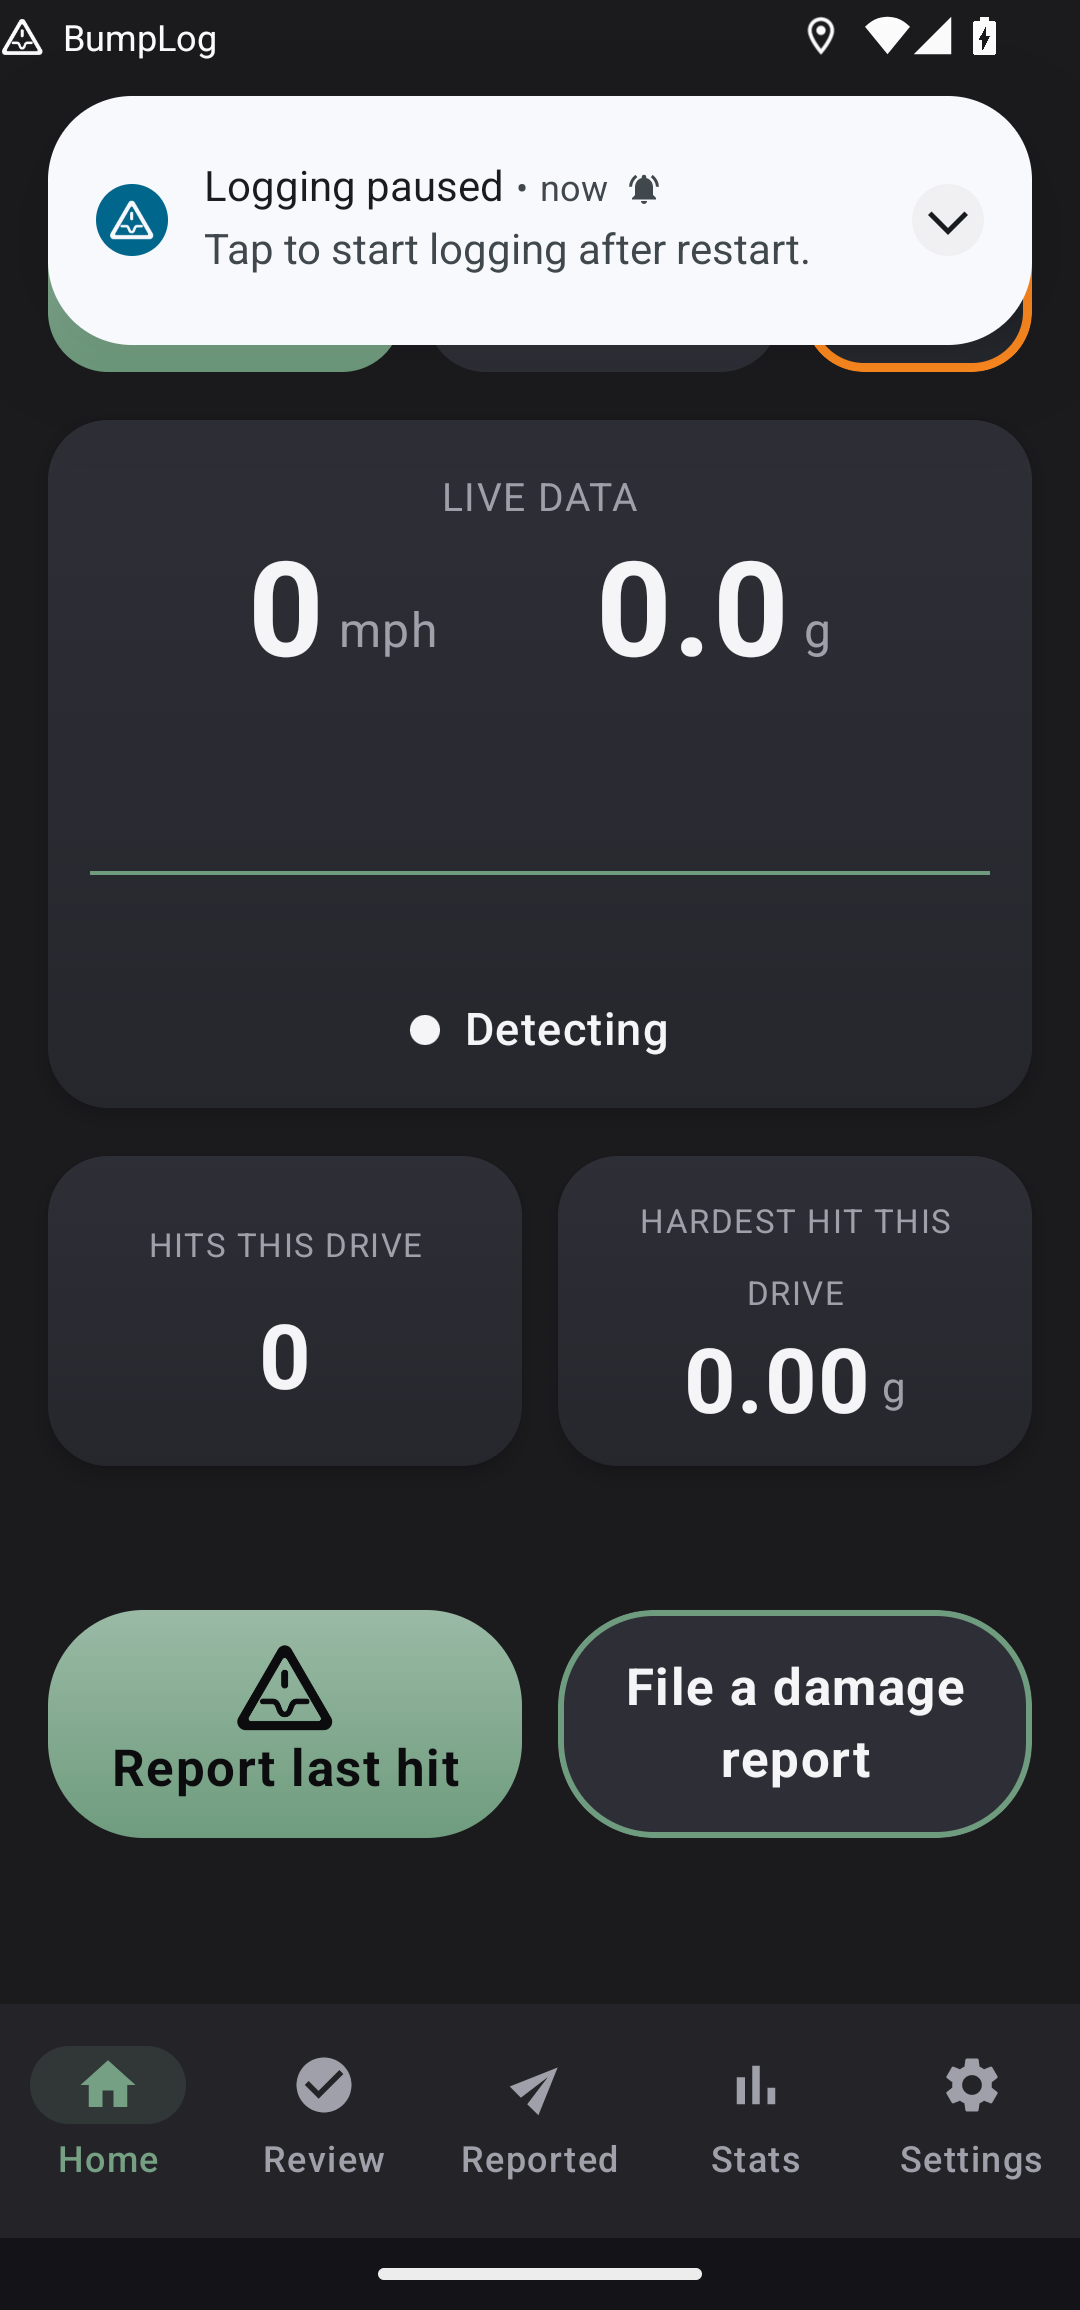 BumpLog
Logging paused • now
Tap to start logging after restart.
LIVE DATA
0 mph 0.0 g
Detecting
HITS THIS DRIVE
0
HARDEST HIT THIS
DRIVE
0.00 g
Report last hit
File a damage
report
Home Review Reported Stats Settings